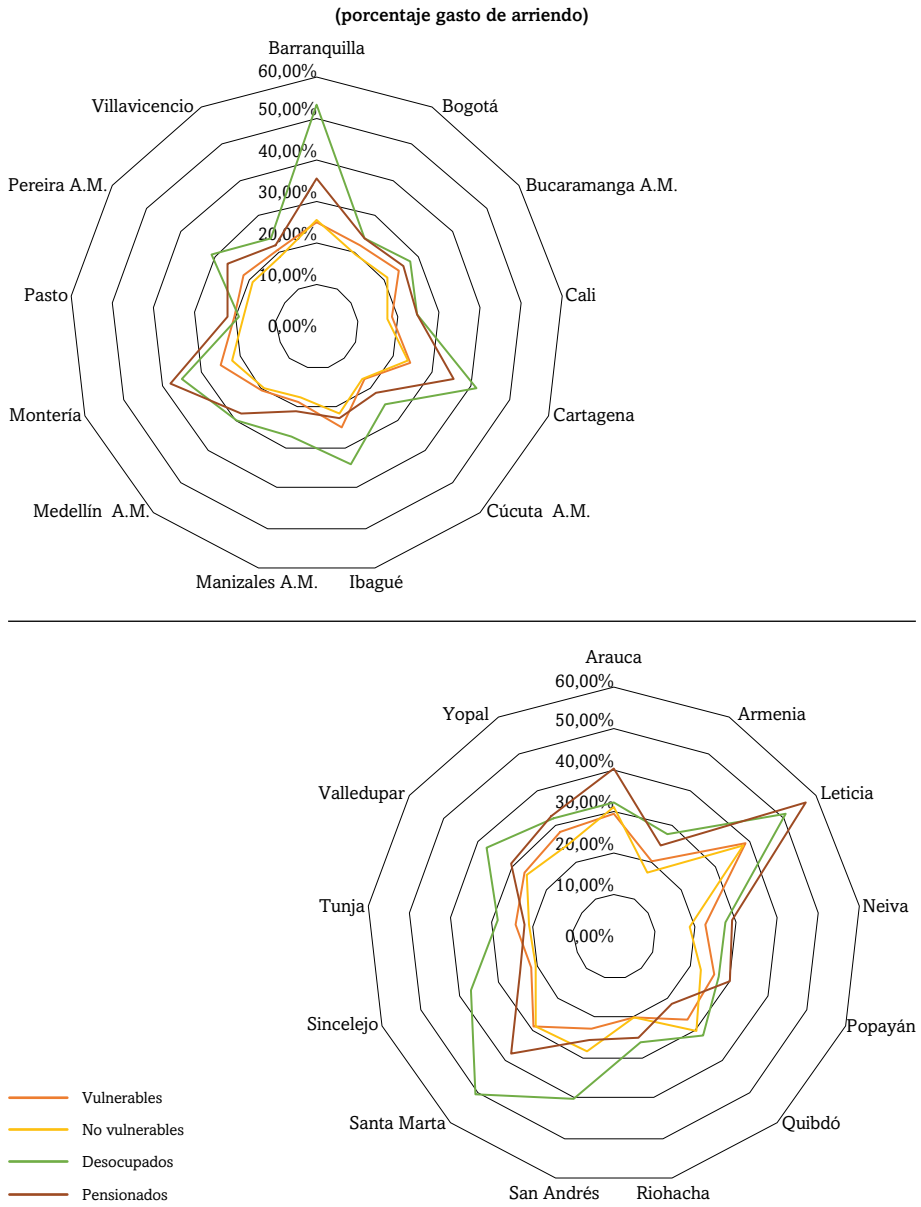 (porcentaje gasto de arriendo)
Barranquilla
60,00%
Villavicencio
Bogotá
50,00%
40,00%
Pereira A.M.
Bucaramanga A.M.
30,00%
20,00%
10,00%
Pasto
Cali
0,00%
Montería
Cartagena
Medellín A.M.
Cúcuta A.M.
Manizales A.M.
Ibagué
Arauca
60,00%
Yopal
Armenia
50,00%
40,00%
Valledupar
Leticia
30,00%
20,00%
10,00%
Tunja
Neiva
0,00%
Sincelejo
Popayán
Santa Marta
Quibdó
San Andrés
Riohacha
Vulnerables
No vulnerables
Desocupados
Pensionados